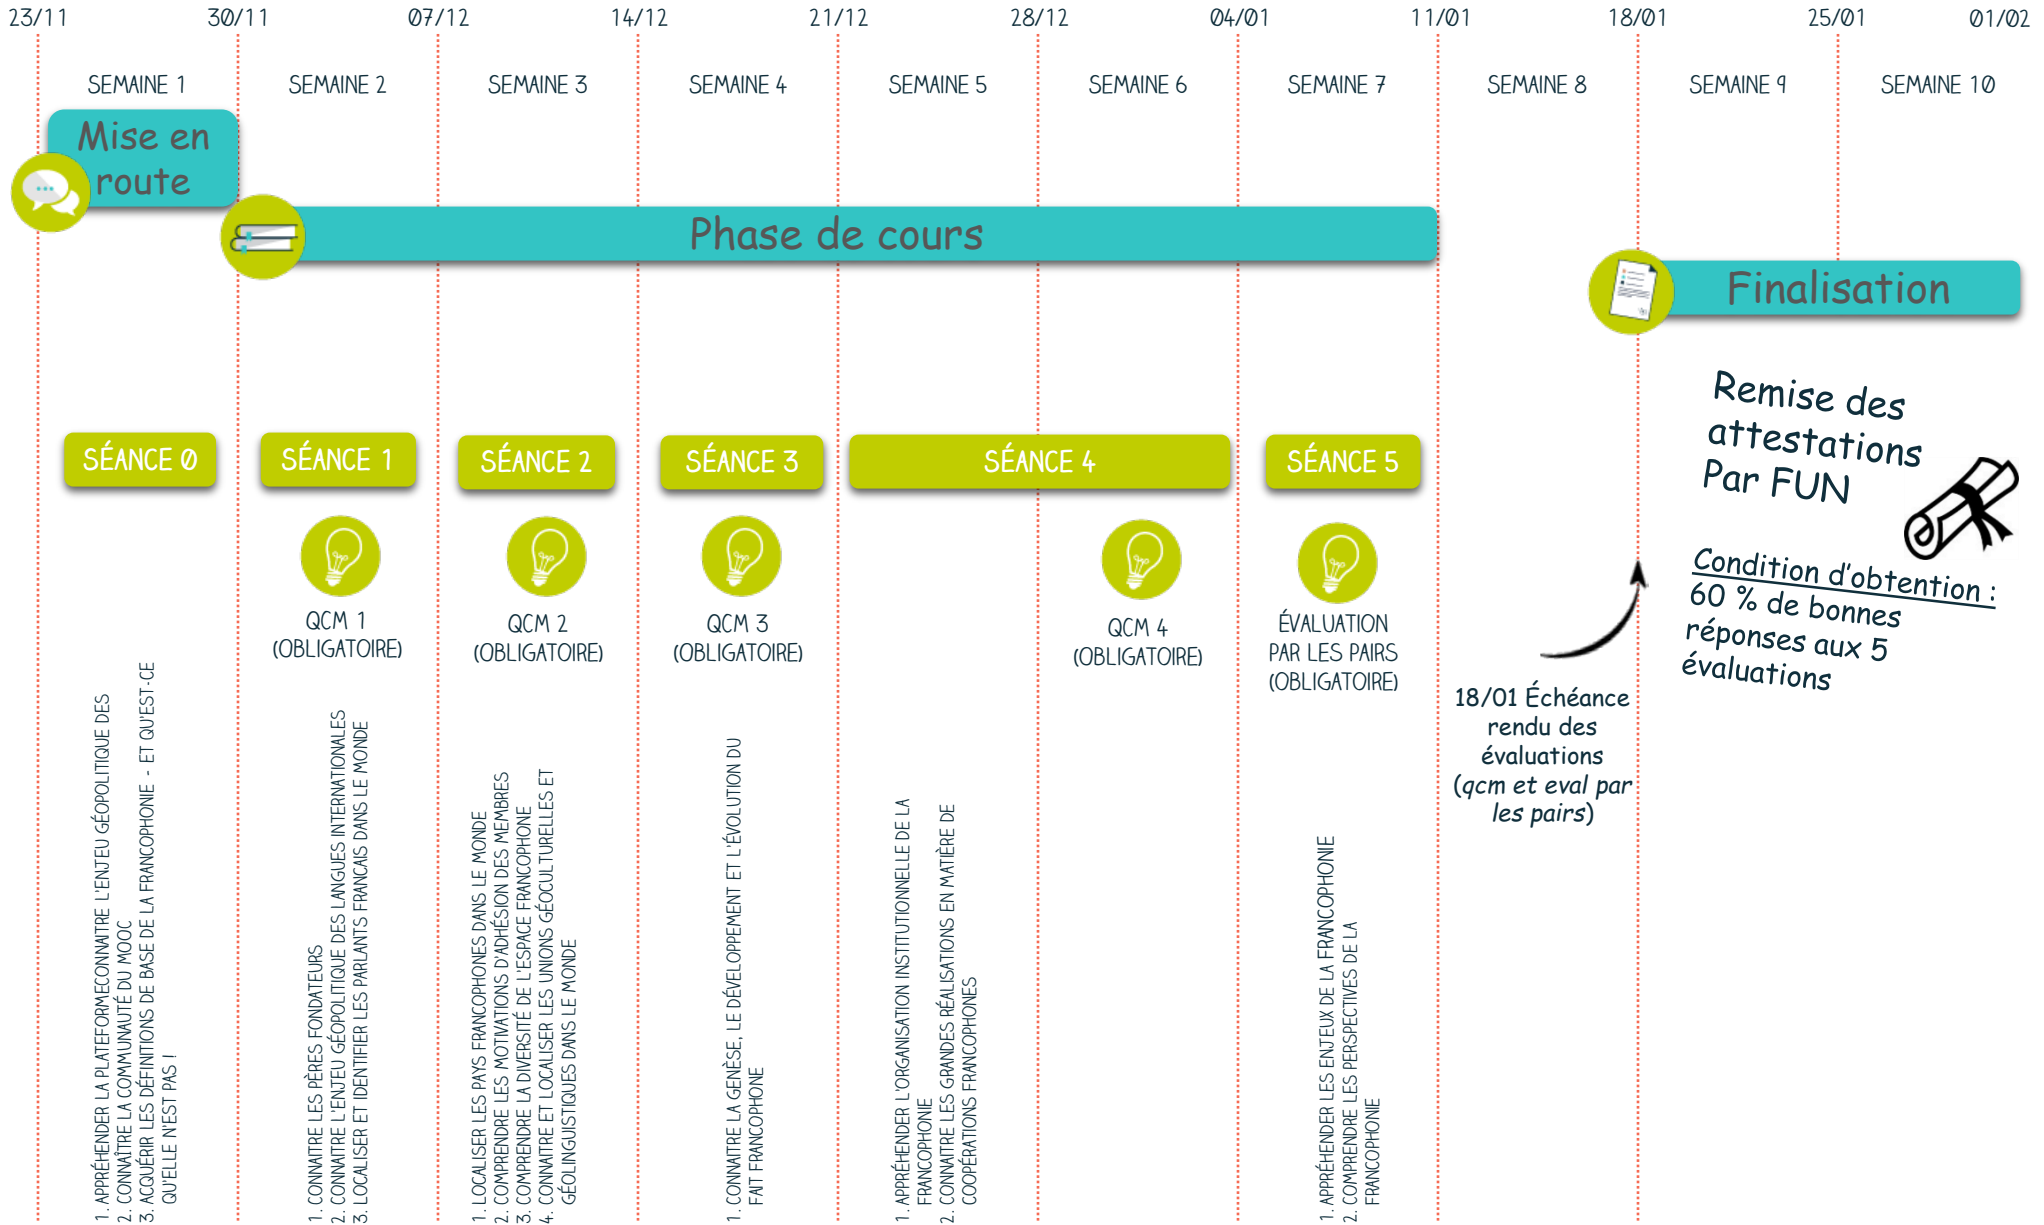 23/11
30/11
07/12
14/12
21/12
28/12
04/01
11/01
18/01
25/01
01/02
SEMAINE 1
SEMAINE 2
SEMAINE 3
SEMAINE 4
SEMAINE 5
SEMAINE 6
SEMAINE 7
SEMAINE 8
SEMAINE 9
SEMAINE 10
Mise en
route
Phase de cours
Finalisation
SÉANCE 0
SÉANCE 1
SÉANCE 2
SÉANCE 3
SÉANCE 4
SÉANCE 5
QCM 1
(OBLIGATOIRE)
QCM 2
(OBLIGATOIRE)
QCM 3
(OBLIGATOIRE)
QCM 4
(OBLIGATOIRE)
ÉVALUATION
PAR LES PAIRS
(OBLIGATOIRE)
Remise des
attestations
Par FUN
Condition d'obtention :
60 % de bonnes
réponses aux 5
évaluations
18/01 Échéance
rendu des
évaluations
(qcm et eval par
les pairs)
1. APPRÉHENDER LA PLATEFORMECONNAITRE L'ENJEU GÉOPOLITIQUE DES
2. CONNAÎTRE LA COMMUNAUTÉ DU MOOC
3. ACQUÉRIR LES DÉFINITIONS DE BASE DE LA FRANCOPHONIE - ET QU'EST-CE
QU'ELLE N'EST PAS !
1. CONNAITRE LES PÈRES FONDATEURS
2. CONNAITRE L'ENJEU GÉOPOLITIQUE DES LANGUES INTERNATIONALES
3. LOCALISER ET IDENTIFIER LES PARLANTS FRANCAIS DANS LE MONDE
1. LOCALISER LES PAYS FRANCOPHONES DANS LE MONDE
2. COMPRENDRE LES MOTIVATIONS D'ADHÉSION DES MEMBRES
3. COMPRENDRE LA DIVERSITÉ DE L'ESPACE FRANCOPHONE
4. CONNAITRE ET LOCALISER LES UNIONS GÉOCULTURELLES ET
GÉOLINGUISTIQUES DANS LE MONDE
1. CONNAITRE LA GENÈSE, LE DÉVELOPPEMENT ET L'ÉVOLUTION DU
FAIT FRANCOPHONE
1. APPRÉHENDER L'ORGANISATION INSTITUTIONNELLE DE LA
FRANCOPHONIE
2. CONNAITRE LES GRANDES RÉALISATIONS EN MATIÈRE DE
COOPÉRATIONS FRANCOPHONES
1. APPRÉHENDER LES ENJEUX DE LA FRANCOPHONIE
2. COMPRENDRE LES PERSPECTIVES DE LA
FRANCOPHONIE